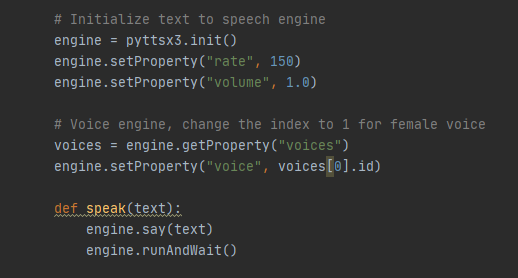 # Initialize text to speech engine
engine = pyttsx3.init()
engine.setProperty("rate", 150)
engine.setProperty("volume", 1.0)
# Voice engine, change the index to 1 for female voice
voices = engine.getProperty("voices")
engine.setProperty("voice", voices[0].id)
def speak(text):
    engine.say(text)
    engine.runAndWait()